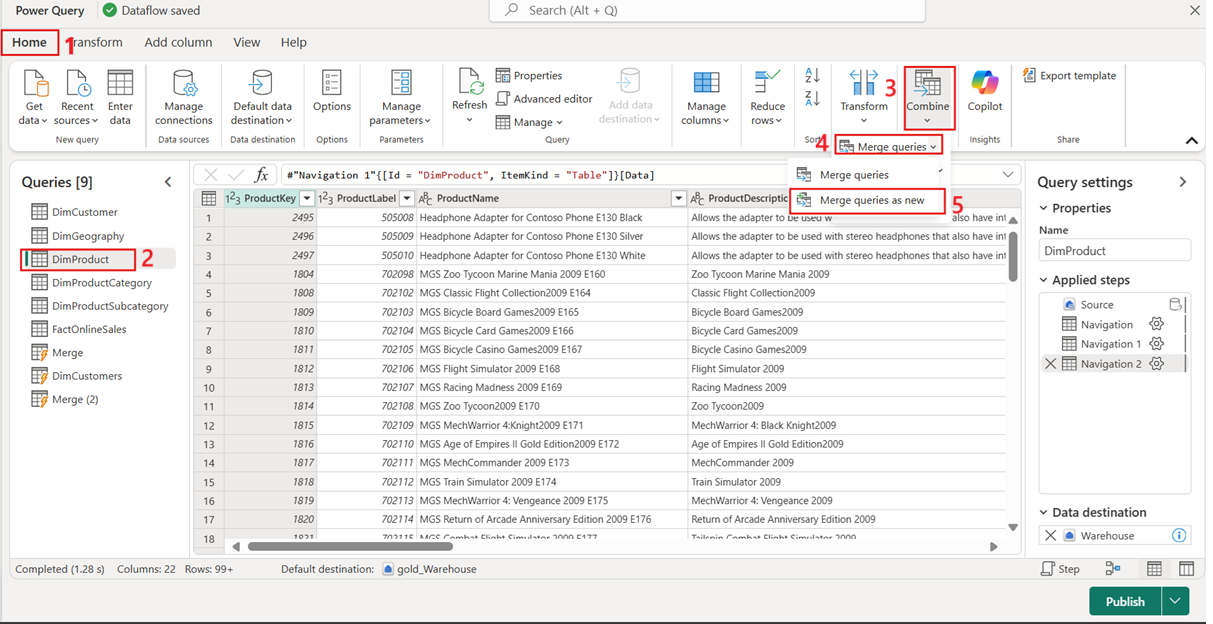 Power Query Dataflow saved Search (Alt + Q)
Home 1 Transform Add column View Help
Get data Recent sources Enter data
New query
Manage connections
Data sources
Default data destination
Data destination
Options
Options
Manage parameters
Parameters
Refresh
Properties
Advanced editor
Manage
Add data destination
Query
Manage columns
Reduce rows
A Z
Z A
Sort
Transform
3
Combine
Copilot
Insights
Export template
Share
4 Merge queries
Merge queries
Merge queries as new 5
Queries [9]
DimCustomer
DimGeography
DimProduct 2
DimProductCategory
DimProductSubcategory
FactOnlineSales
Merge
DimCustomers
Merge (2)
fx #"Navigation 1"{[Id = "DimProduct", ItemKind = "Table"]}[Data]
1²3 ProductKey 1²3 ProductLabel ABC ProductName ABC ProductDescriptio
1 2495 505008 Headphone Adapter for Contoso Phone E130 Black Allows the adapter to be used w phones that also have int
2 2496 505009 Headphone Adapter for Contoso Phone E130 Silver Allows the adapter to be used with stereo headphones that also have int
3 2497 505010 Headphone Adapter for Contoso Phone E130 White Allows the adapter to be used with stereo headphones that also have int
4 1804 702098 MGS Zoo Tycoon Marine Mania 2009 E160 Zoo Tycoon Marine Mania 2009
5 1808 702102 MGS Classic Flight Collection2009 E164 Classic Flight Collection2009
6 1809 702103 MGS Bicycle Board Games2009 E165 Bicycle Board Games2009
7 1810 702104 MGS Bicycle Card Games2009 E166 Bicycle Card Games2009
8 1811 702105 MGS Bicycle Casino Games2009 E167 Bicycle Casino Games2009
9 1812 702106 MGS Flight Simulator 2009 E168 Flight Simulator 2009
10 1813 702107 MGS Racing Madness 2009 E169 Racing Madness 2009
11 1814 702108 MGS Zoo Tycoon2009 E170 Zoo Tycoon2009
12 1815 702109 MGS MechWarrior 4:Knight2009 E171 MechWarrior 4: Black Knight2009
13 1816 702110 MGS Age of Empires II Gold Edition2009 E172 Age of Empires II Gold Edition2009
14 1817 702111 MGS MechCommander 2009 E173 MechCommander 2009
15 1818 702112 MGS Train Simulator 2009 E174 Train Simulator 2009
16 1819 702113 MGS MechWarrior 4: Vengeance 2009 E175 MechWarrior 4: Vengeance 2009
17 1820 702114 MGS Return of Arcade Anniversary Edition 2009 E176 Return of Arcade Anniversary Edition 2009
18 1821 702115 MGS Combat Flight Simulator 2009 E177 Tailspin Combat Flight Simulator 2009
Query settings
Properties
Name
DimProduct
Applied steps
Source
Navigation
Navigation 1
Navigation 2
Data destination
Warehouse
Completed (1.28 s) Columns: 22 Rows: 99+ Default destination: gold_Warehouse Step
Publish